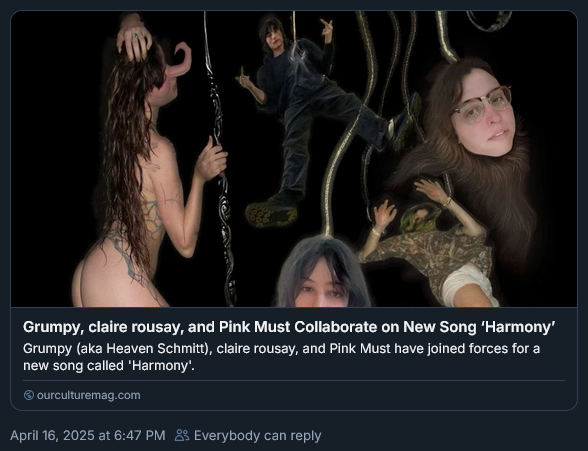 Grumpy, claire rousay, and Pink Must Collaborate on New Song ‘Harmony’
Grumpy (aka Heaven Schmitt), claire rousay, and Pink Must have joined forces for a
new song called 'Harmony'.
ourculturemag.com
April 16, 2025 at 6:47 PM Everybody can reply